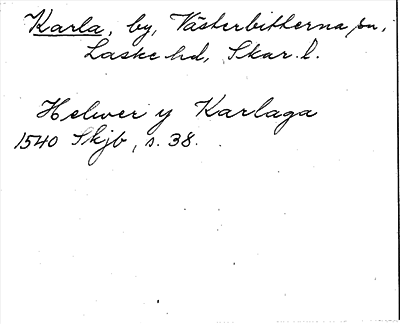 Karla, by, Västerbitterna sn,
Laske hd, Skar. l.
Helwer y Karlaga
1540 Skjb, s. 38.